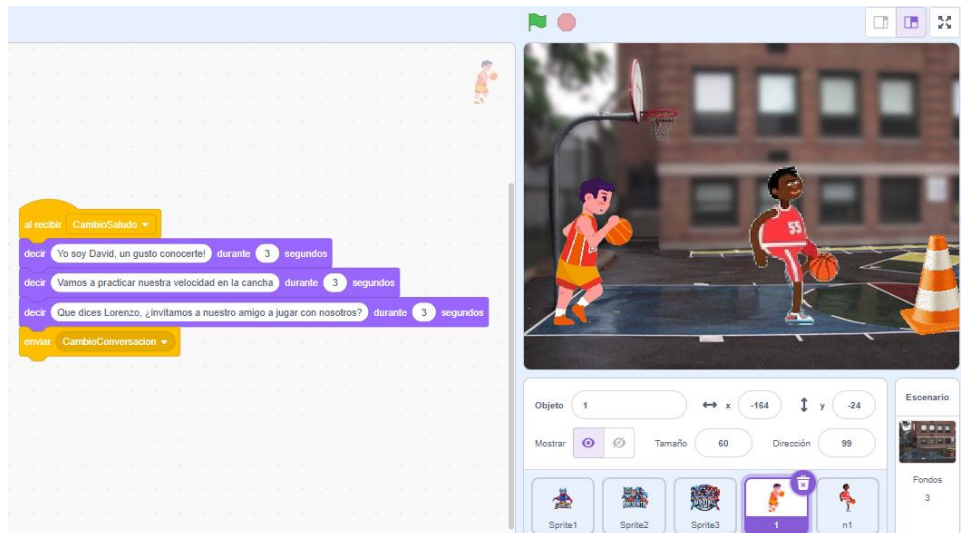 al recibir CambioSaludo
decir Yo soy David, un gusto conocerte! durante 3 segundos
decir Vamos a practicar nuestra velocidad en la cancha durante 3 segundos
decir Que dices Lorenzo, ¿invitamos a nuestro amigo a jugar con nosotros? durante 3 segundos
enviar CambioConversacion
55
Objeto 1 x -164 y -24
Mostrar Tamaño 60 Dirección 99
Sprite1 Sprite2 Sprite3 1 n1
Escenario
Fondos
3